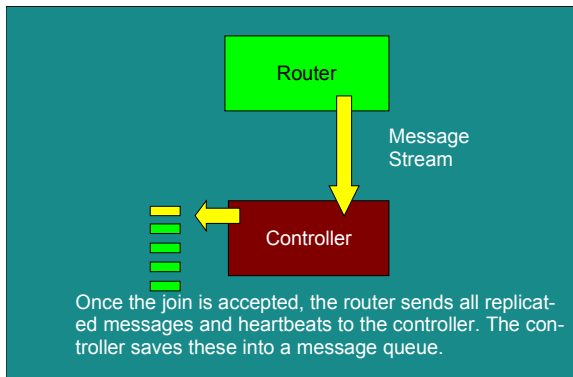 Router
Message
Stream
Controller
Once the join is accepted, the router sends all replicat-
ed messages and heartbeats to the controller. The con-
troller saves these into a message queue.